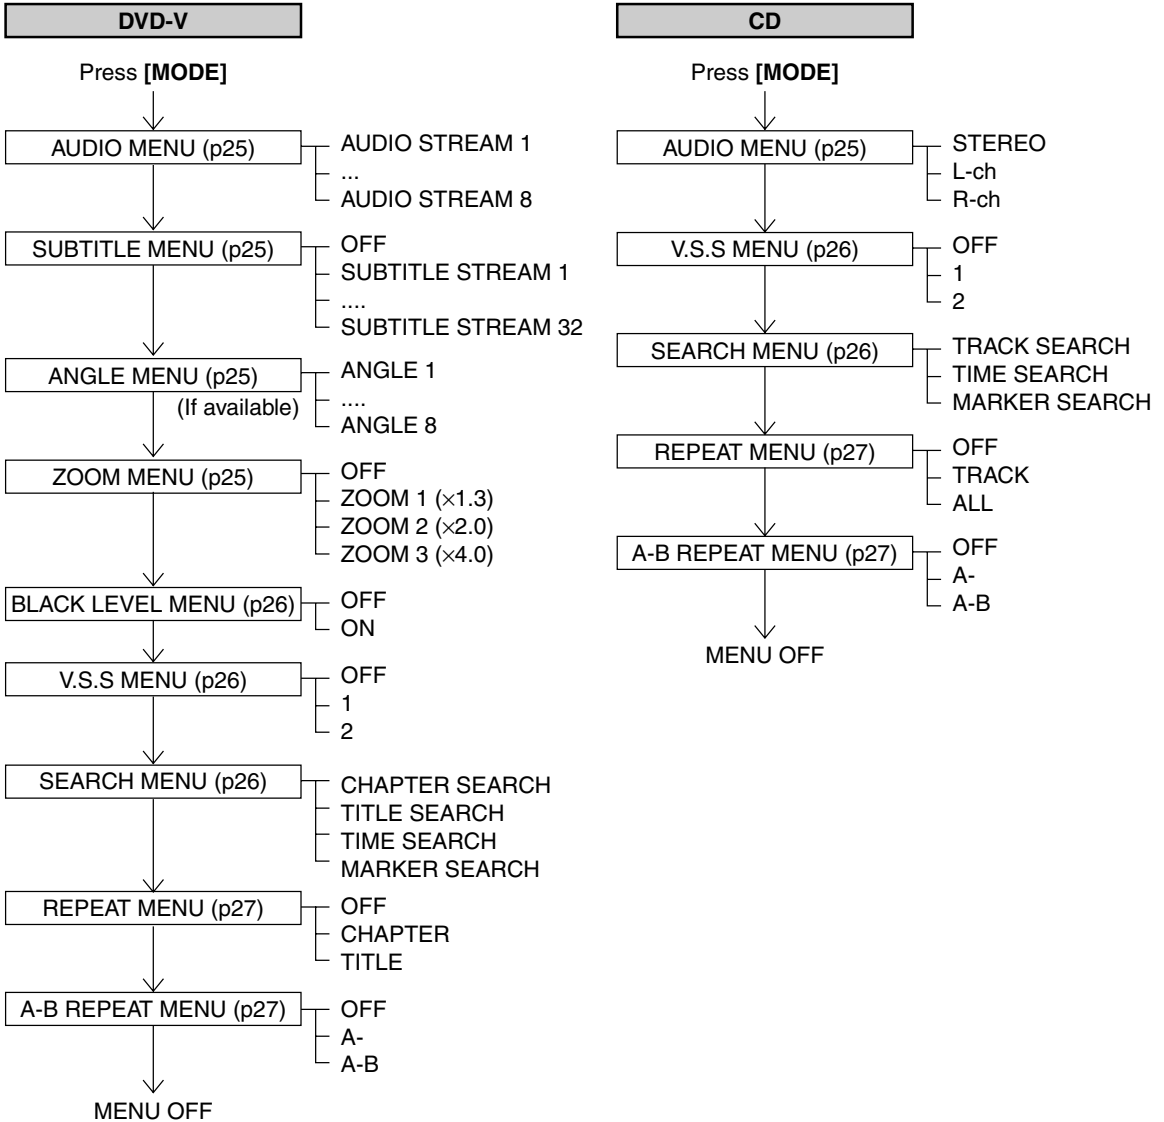 DVD-V
Press [MODE]
AUDIO MENU (p25)
AUDIO STREAM 1
...
AUDIO STREAM 8
SUBTITLE MENU (p25)
OFF
SUBTITLE STREAM 1
....
SUBTITLE STREAM 32
ANGLE MENU (p25)
(If available)
ANGLE 1
....
ANGLE 8
ZOOM MENU (p25)
OFF
ZOOM 1 (×1.3)
ZOOM 2 (×2.0)
ZOOM 3 (×4.0)
BLACK LEVEL MENU (p26)
OFF
ON
V.S.S MENU (p26)
OFF
1
2
SEARCH MENU (p26)
CHAPTER SEARCH
TITLE SEARCH
TIME SEARCH
MARKER SEARCH
REPEAT MENU (p27)
OFF
CHAPTER
TITLE
A-B REPEAT MENU (p27)
OFF
A-
A-B
MENU OFF
CD
Press [MODE]
AUDIO MENU (p25)
STEREO
L-ch
R-ch
V.S.S MENU (p26)
OFF
1
2
SEARCH MENU (p26)
TRACK SEARCH
TIME SEARCH
MARKER SEARCH
REPEAT MENU (p27)
OFF
TRACK
ALL
A-B REPEAT MENU (p27)
OFF
A-
A-B
MENU OFF